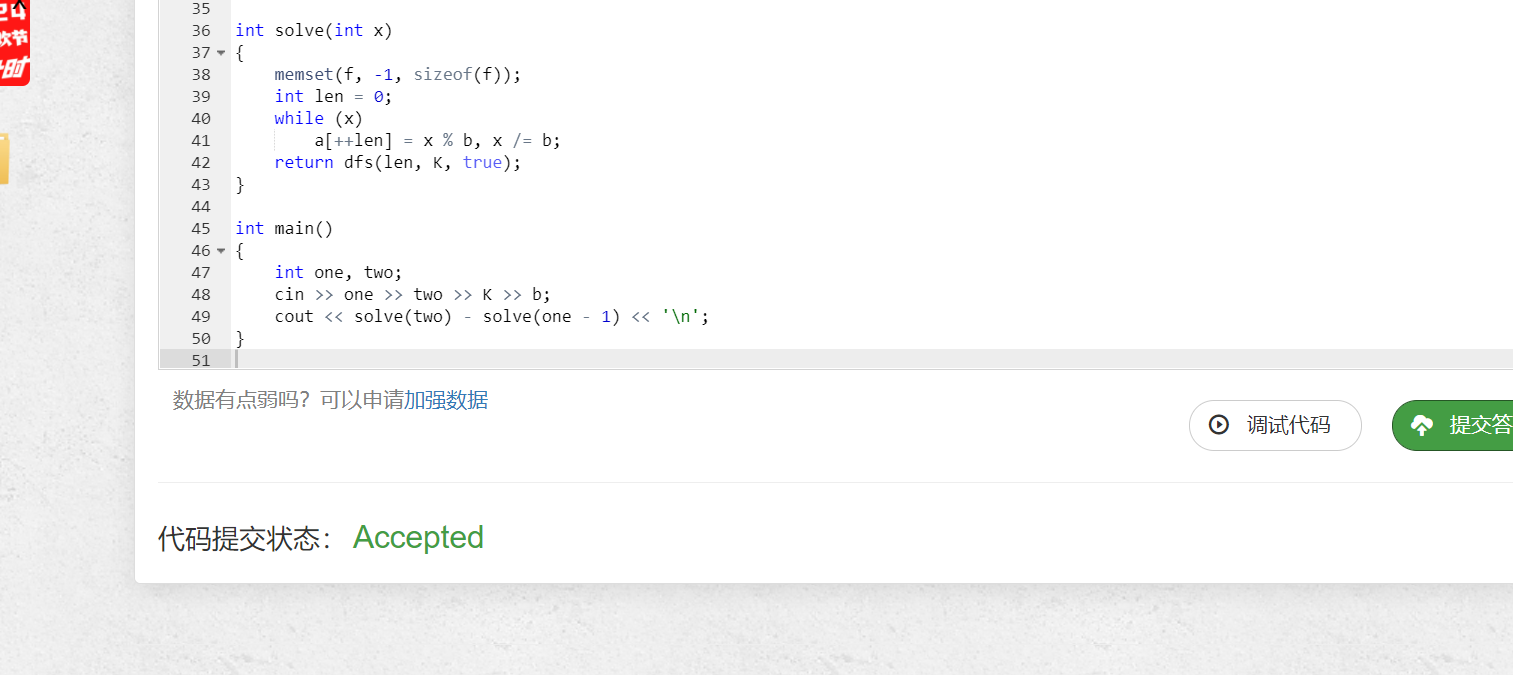 24
欢节
时
35
36 int solve(int x)
37 {
38 memset(f, -1, sizeof(f));
39 int len = 0;
40 while (x)
41 a[++len] = x % b, x /= b;
42 return dfs(len, K, true);
43 }
44
45 int main()
46 {
47 int one, two;
48 cin >> one >> two >> K >> b;
49 cout << solve(two) - solve(one - 1) << '\n';
50 }
51
数据有点弱吗？可以申请加强数据
调试代码
提交答
代码提交状态： Accepted